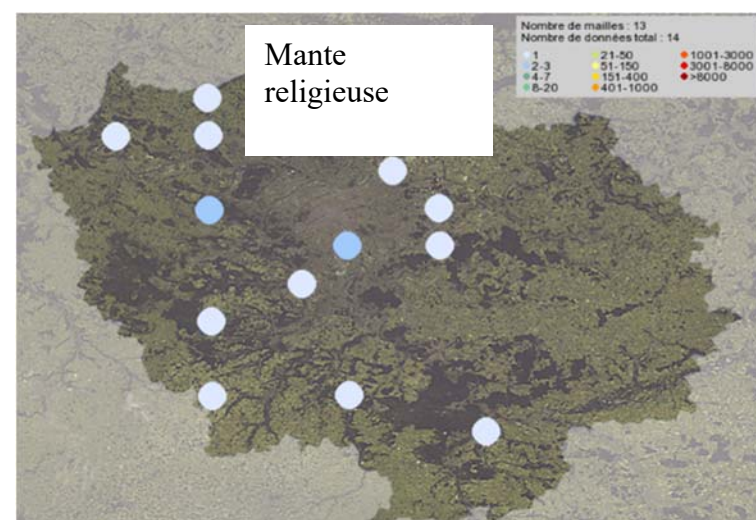 Mante
religieuse
Nombre de mailles : 13
Nombre de données total : 14
1 21-50 1001-3000
2-3 51-150 3001-8000
4-7 151-400 >8000
8-20 401-1000